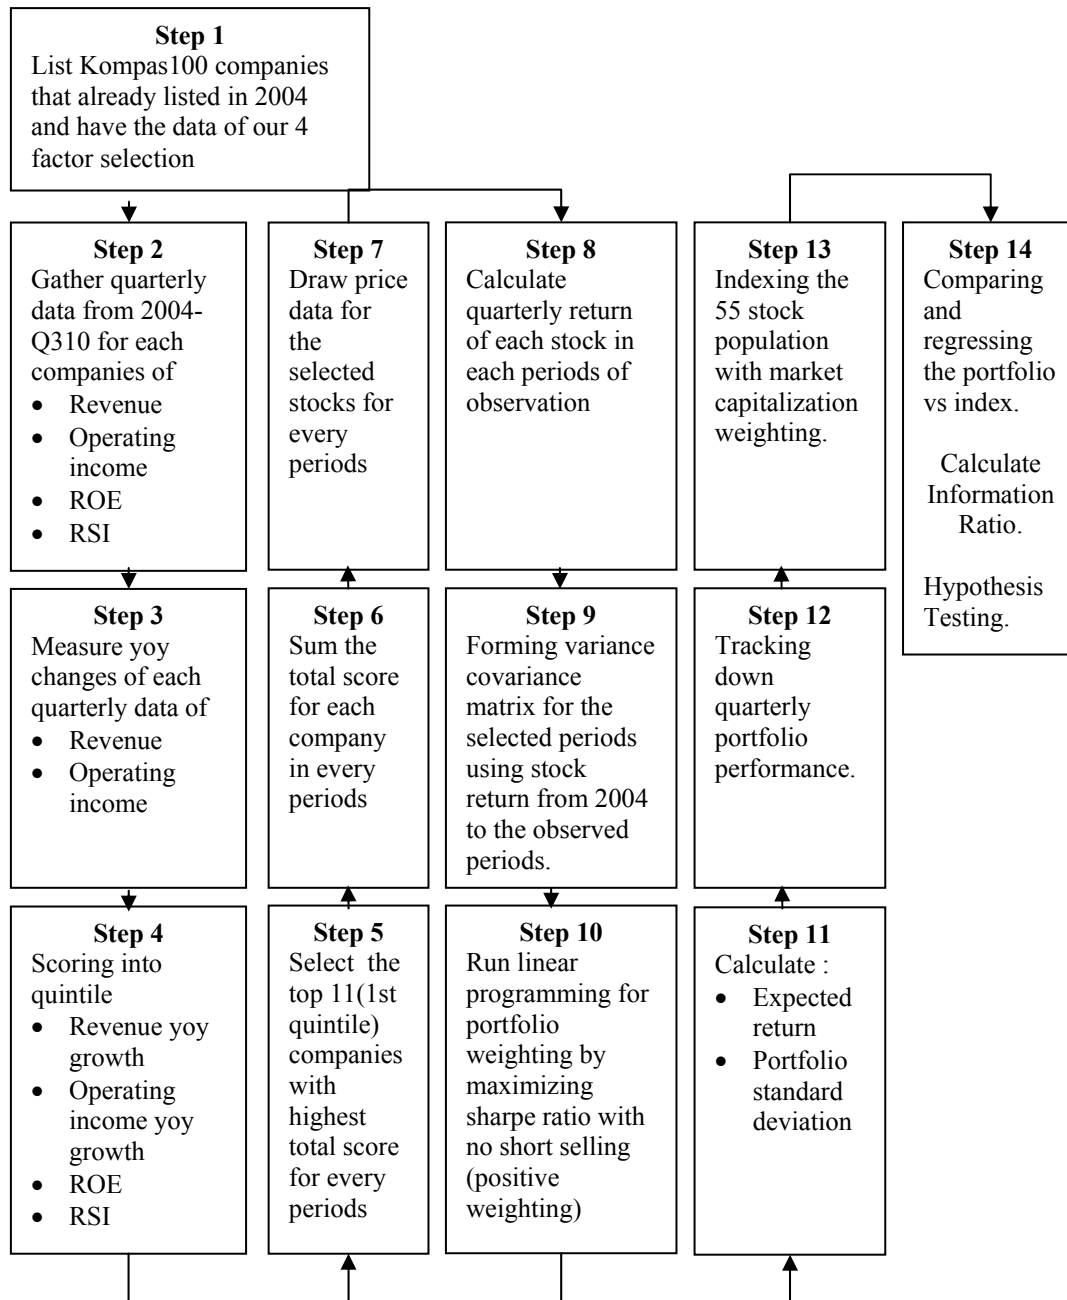 Step 1
List Kompas100 companies
that already listed in 2004
and have the data of our 4
factor selection
Step 2
Gather quarterly
data from 2004-
Q310 for each
companies of
• Revenue
• Operating
income
• ROE
• RSI
Step 3
Measure yoy
changes of each
quarterly data of
• Revenue
• Operating
income
Step 4
Scoring into
quintile
• Revenue yoy
growth
• Operating
income yoy
growth
• ROE
• RSI
Step 5
Select the
top 11(1st
quintile)
companies
with
highest
total score
for every
periods
Step 6
Sum the
total score
for each
company
in every
periods
Step 7
Draw price
data for
the
selected
stocks for
every
periods
Step 8
Calculate
quarterly return
of each stock in
each periods of
observation
Step 9
Forming variance
covariance
matrix for the
selected periods
using stock
return from 2004
to the observed
periods.
Step 10
Run linear
programming for
portfolio
weighting by
maximizing
sharpe ratio with
no short selling
(positive
weighting)
Step 11
Calculate :
• Expected
return
• Portfolio
standard
deviation
Step 12
Tracking
down
quarterly
portfolio
performance.
Step 13
Indexing the
55 stock
population
with market
capitalization
weighting.
Step 14
Comparing
and
regressing
the portfolio
vs index.
Calculate
Information
Ratio.
Hypothesis
Testing.